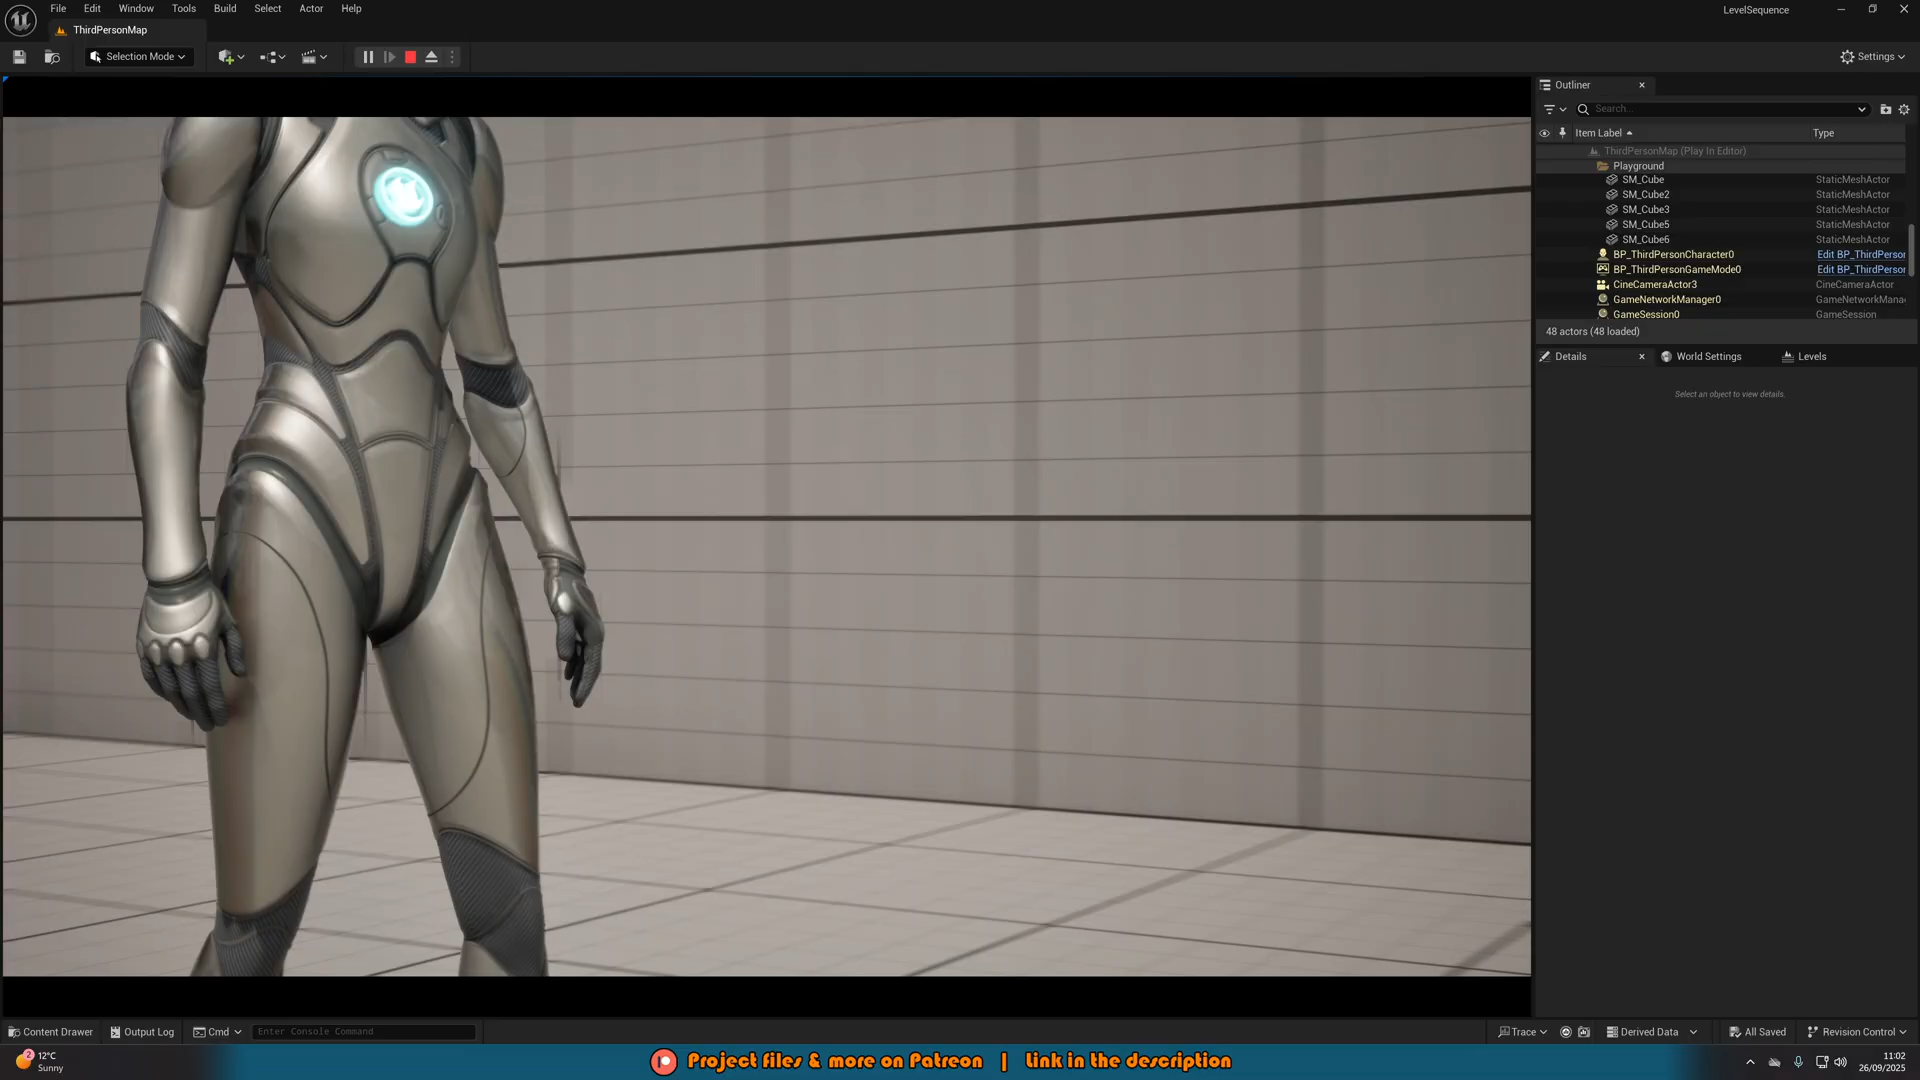 File Edit Window Tools Build Select Actor Help
LevelSequence
ThirdPersonMap
Selection Mode
Settings
Outliner
Search...
Item Label Type
ThirdPersonMap (Play In Editor)
Playground
SM_Cube StaticMeshActor
SM_Cube2 StaticMeshActor
SM_Cube3 StaticMeshActor
SM_Cube5 StaticMeshActor
SM_Cube6 StaticMeshActor
BP_ThirdPersonCharacter0 Edit BP_ThirdPerson
BP_ThirdPersonGameMode0 Edit BP_ThirdPerson
CineCameraActor3 CineCameraActor
GameNetworkManager0 GameNetworkMana
GameSession0 GameSession
48 actors (48 loaded)
Details World Settings Levels
Select an object to view details.
Content Drawer Output Log Cmd Enter Console Command
Trace Derived Data All Saved Revision Control
2
12°C
Sunny
Project files & more on Patreon | Link in the description
11:02
26/09/2025